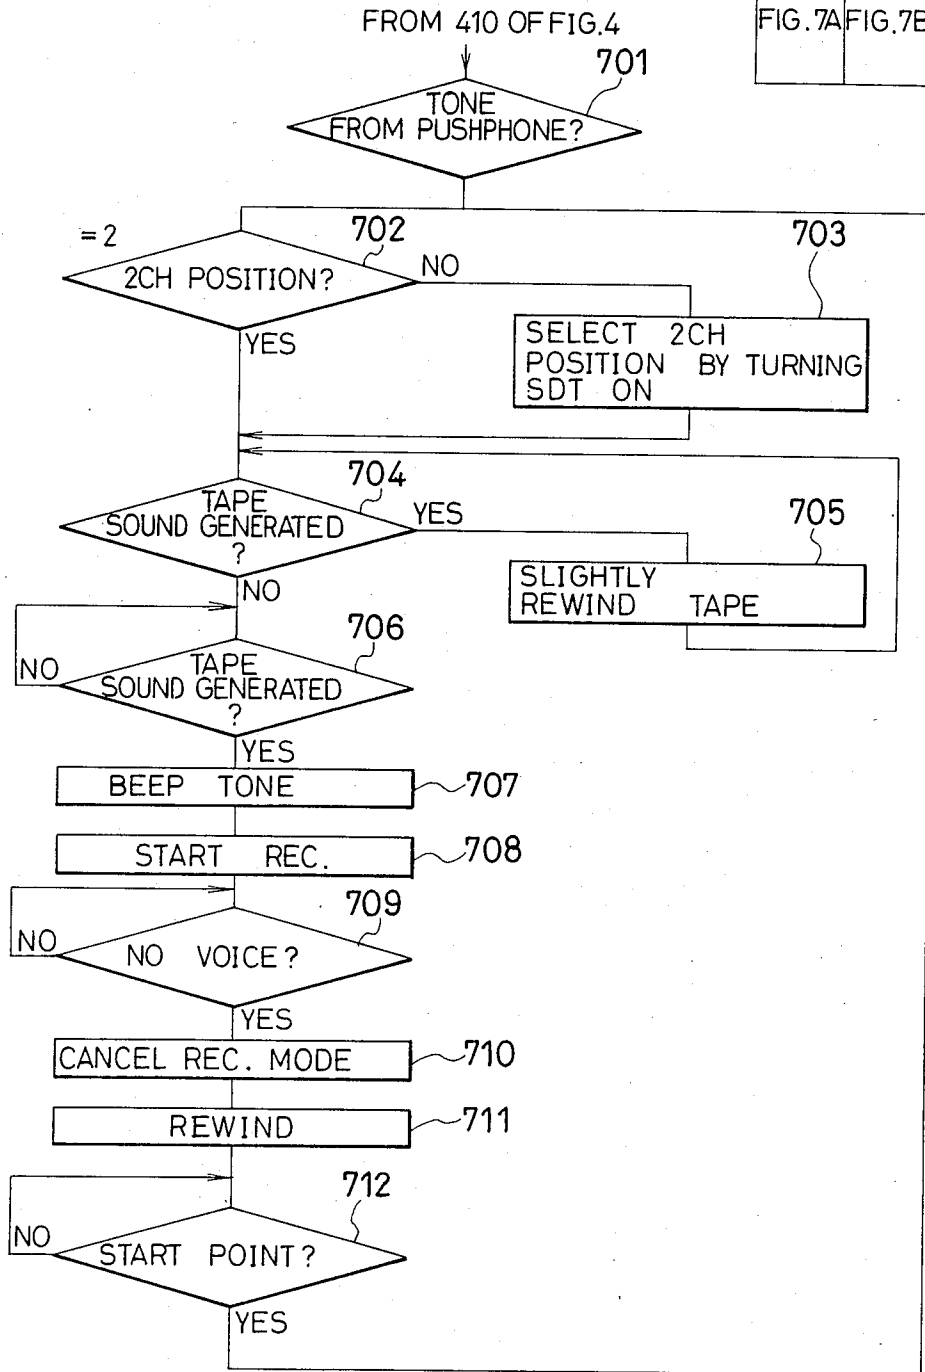 FROM 410 OF FIG.4
FIG.7A FIG.7B
701
TONE
FROM PUSHPHONE?
=2
702
2CH POSITION?
NO
YES
703
SELECT 2CH
POSITION BY TURNING
SDT ON
704
TAPE
SOUND GENERATED
?
YES
NO
705
SLIGHTLY
REWIND TAPE
706
TAPE
SOUND GENERATED
?
NO
YES
BEEP TONE
707
START REC.
708
709
NO VOICE?
NO
YES
CANCEL REC. MODE
710
REWIND
711
712
START POINT?
NO
YES